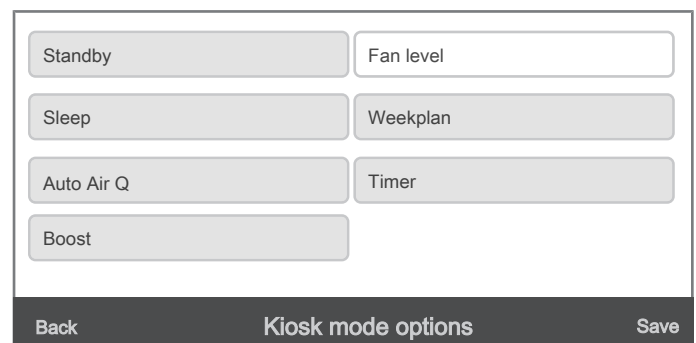 Standby
Fan level
Sleep
Weekplan
Auto Air Q
Timer
Boost
Back
Kiosk mode options
Save